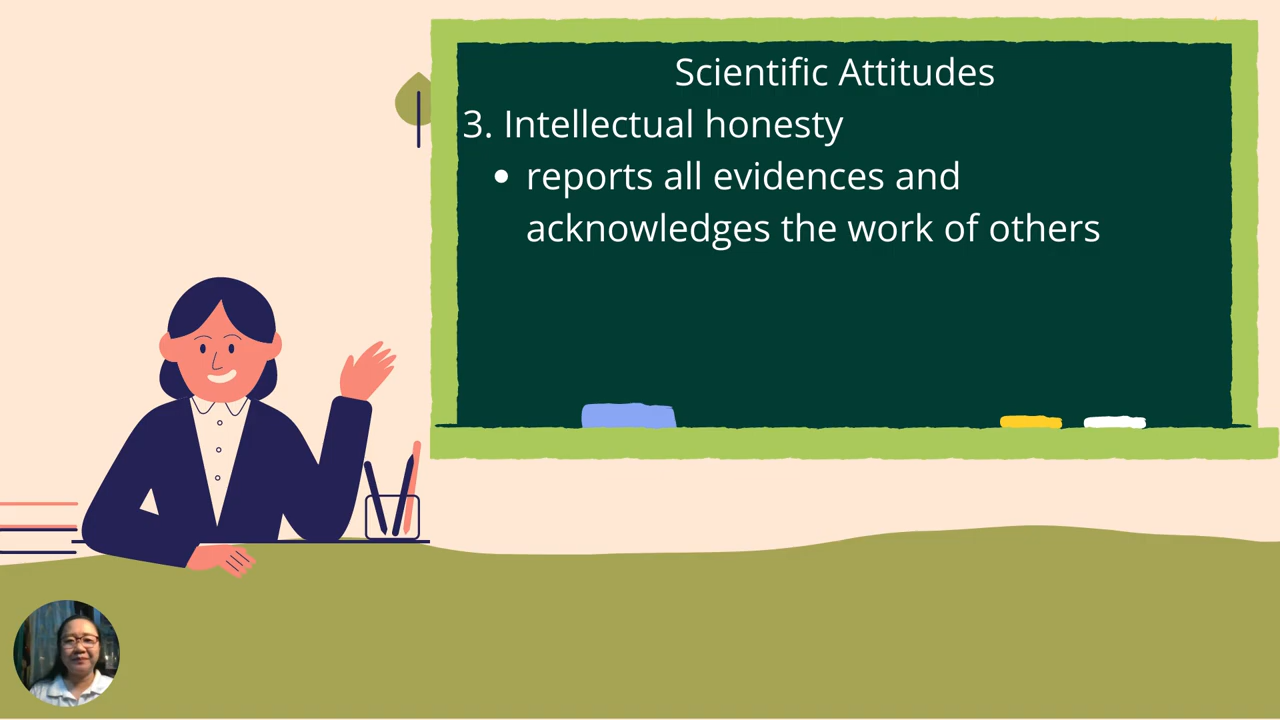 Scientific Attitudes
3. Intellectual honesty
• reports all evidences and
acknowledges the work of others